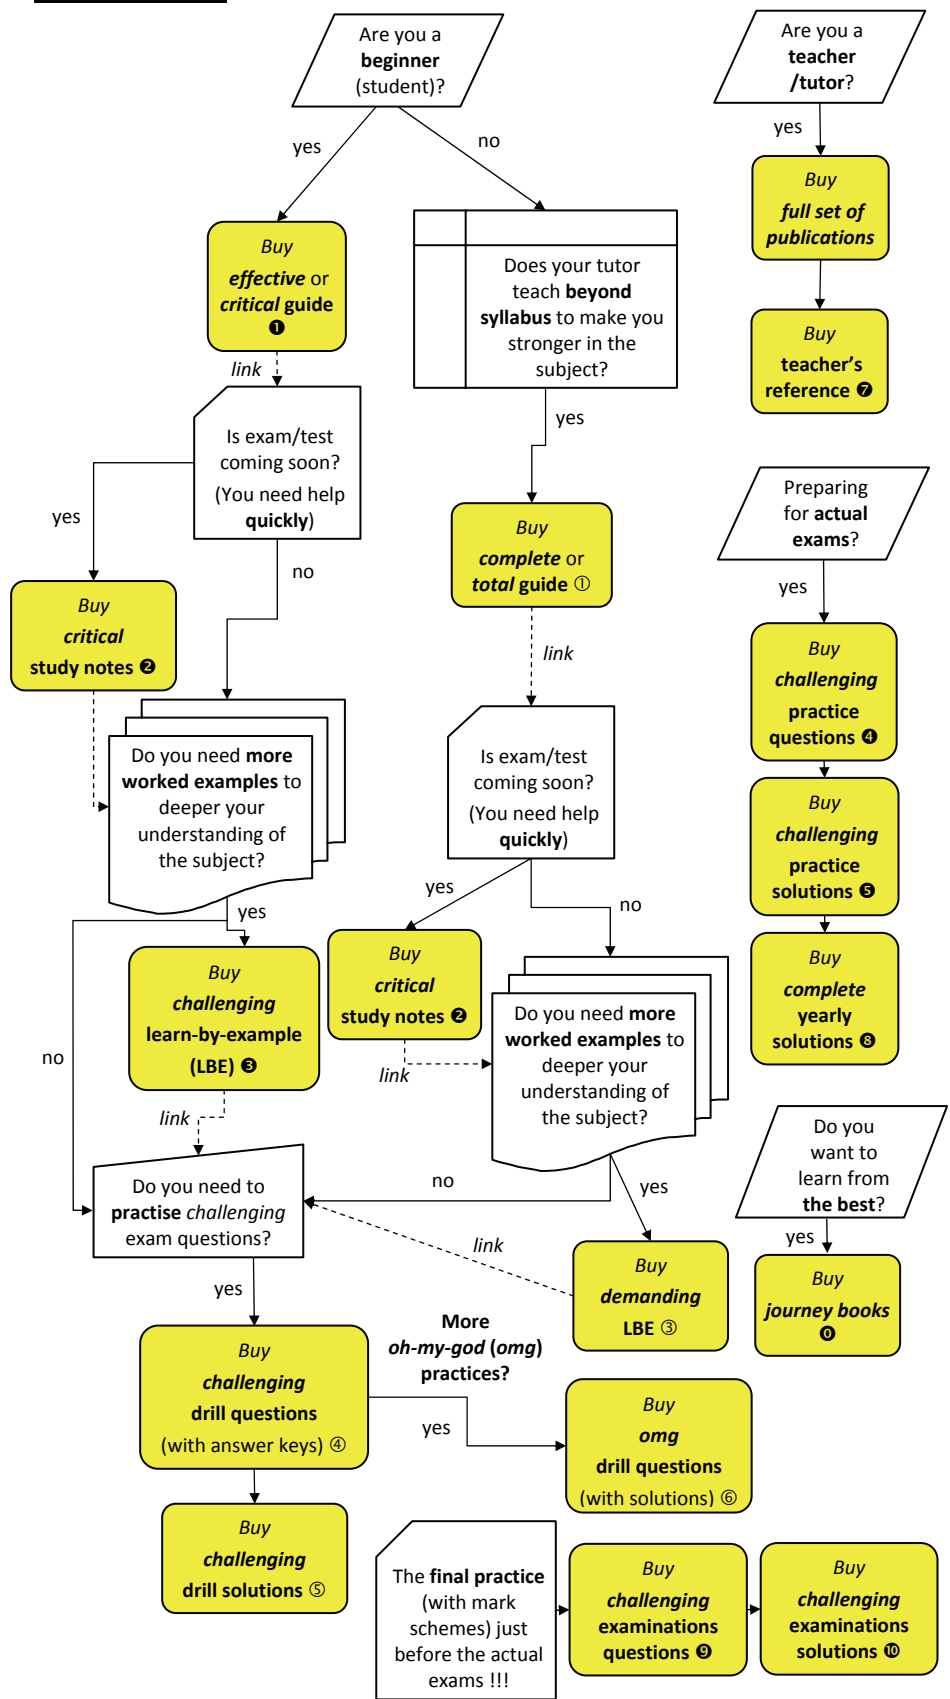 Are you a
beginner
(student)?
yes
no
Buy
effective or
critical guide
❶
link
Does your tutor
teach beyond
syllabus to make you
stronger in the
subject?
yes
Is exam/test
coming soon?
(You need help
quickly)
yes
no
Buy
critical
study notes ❷
Buy
complete or
total guide ①
link
Do you need more
worked examples to
deeper your
understanding of
the subject?
yes
no
Is exam/test
coming soon?
(You need help
quickly)
yes
no
Buy
challenging
learn-by-example
(LBE) ❸
link
Buy
critical
study notes ❷
link
Do you need more
worked examples to
deeper your
understanding of
the subject?
no
yes
Do you need to
practise challenging
exam questions?
yes
link
Buy
demanding
LBE ③
Buy
challenging
drill questions
(with answer keys) ④
More
oh-my-god (omg)
practices?
yes
Buy
omg
drill questions
(with solutions) ⑥
Buy
challenging
drill solutions ⑤
The final practice
(with mark
schemes) just
before the actual
exams !!!
Buy
challenging
examinations
questions ❾
Buy
challenging
examinations
solutions ❿
Are you a
teacher
/tutor?
yes
Buy
full set of
publications
Buy
teacher's
reference ❼
Preparing
for actual
exams?
yes
Buy
challenging
practice
questions ❹
Buy
challenging
practice
solutions ❺
Buy
complete
yearly
solutions ❽
Do you
want to
learn from
the best?
yes
Buy
journey books
⓿